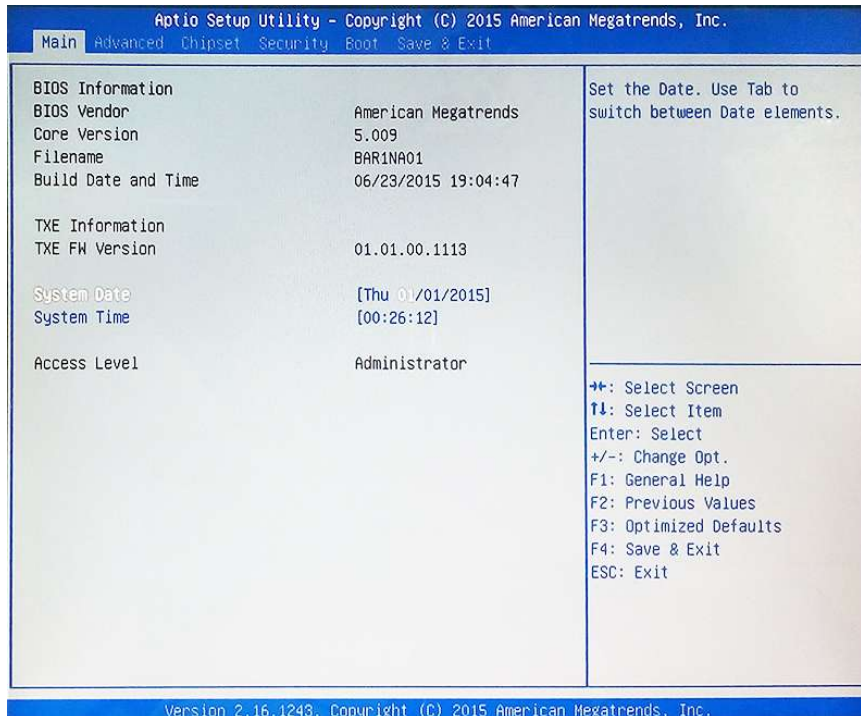 Aptio Setup Utility - Copyright (C) 2015 American Megatrends, Inc.
Main Advanced Chipset Security Boot Save & Exit
BIOS Information
BIOS Vendor American Megatrends
Core Version 5.009
Filename BAR1NA01
Build Date and Time 06/23/2015 19:04:47
TXE Information
TXE FW Version 01.01.00.1113
System Date [Thu 01/01/2015]
System Time [00:26:12]
Access Level Administrator
Set the Date. Use Tab to
switch between Date elements.
→←: Select Screen
↑↓: Select Item
Enter: Select
+/-: Change Opt.
F1: General Help
F2: Previous Values
F3: Optimized Defaults
F4: Save & Exit
ESC: Exit
Version 2.16.1243. Copyright (C) 2015 American Megatrends, Inc.